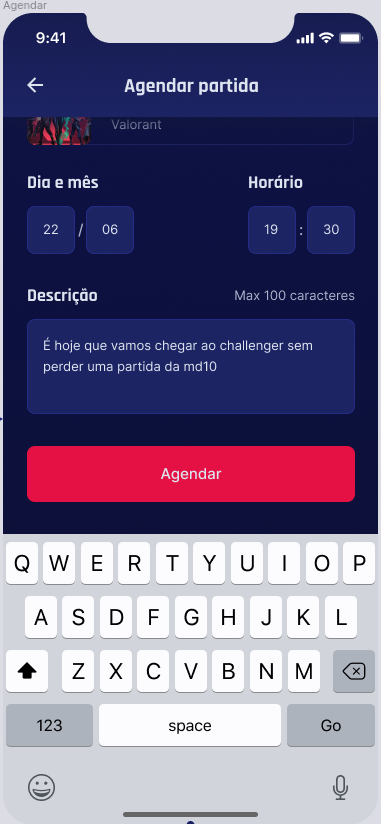 Agendar
9:41
Agendar partida
Valorant
Dia e mês
Horário
22 / 06
19 : 30
Descrição
Max 100 caracteres
É hoje que vamos chegar ao challenger sem
perder uma partida da md10
Agendar
Q W E R T Y U I O P
A S D F G H J K L
Z X C V B N M
123 space Go